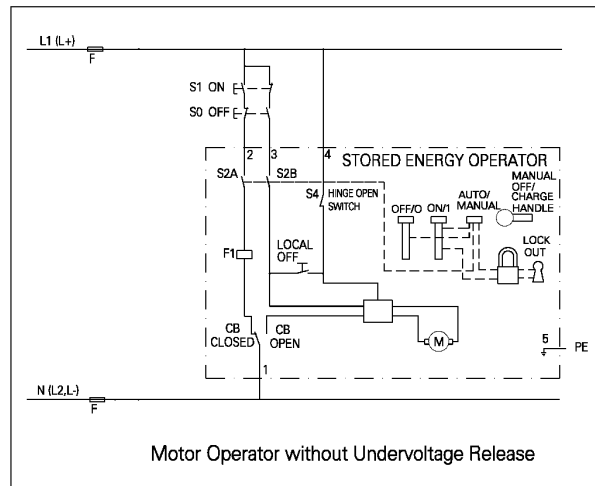 L1 (L+)
F
S1 ON
S0 OFF
2 3 4
STORED ENERGY OPERATOR
S2A S2B
S4 HINGE OPEN
SWITCH
OFF/O ON/1
AUTO/
MANUAL
MANUAL
OFF/
CHARGE
HANDLE
F1
LOCAL
OFF
LOCK
OUT
CB
CLOSED
CB
OPEN
M
5
PE
1
N (L2,L-)
F
Motor Operator without Undervoltage Release